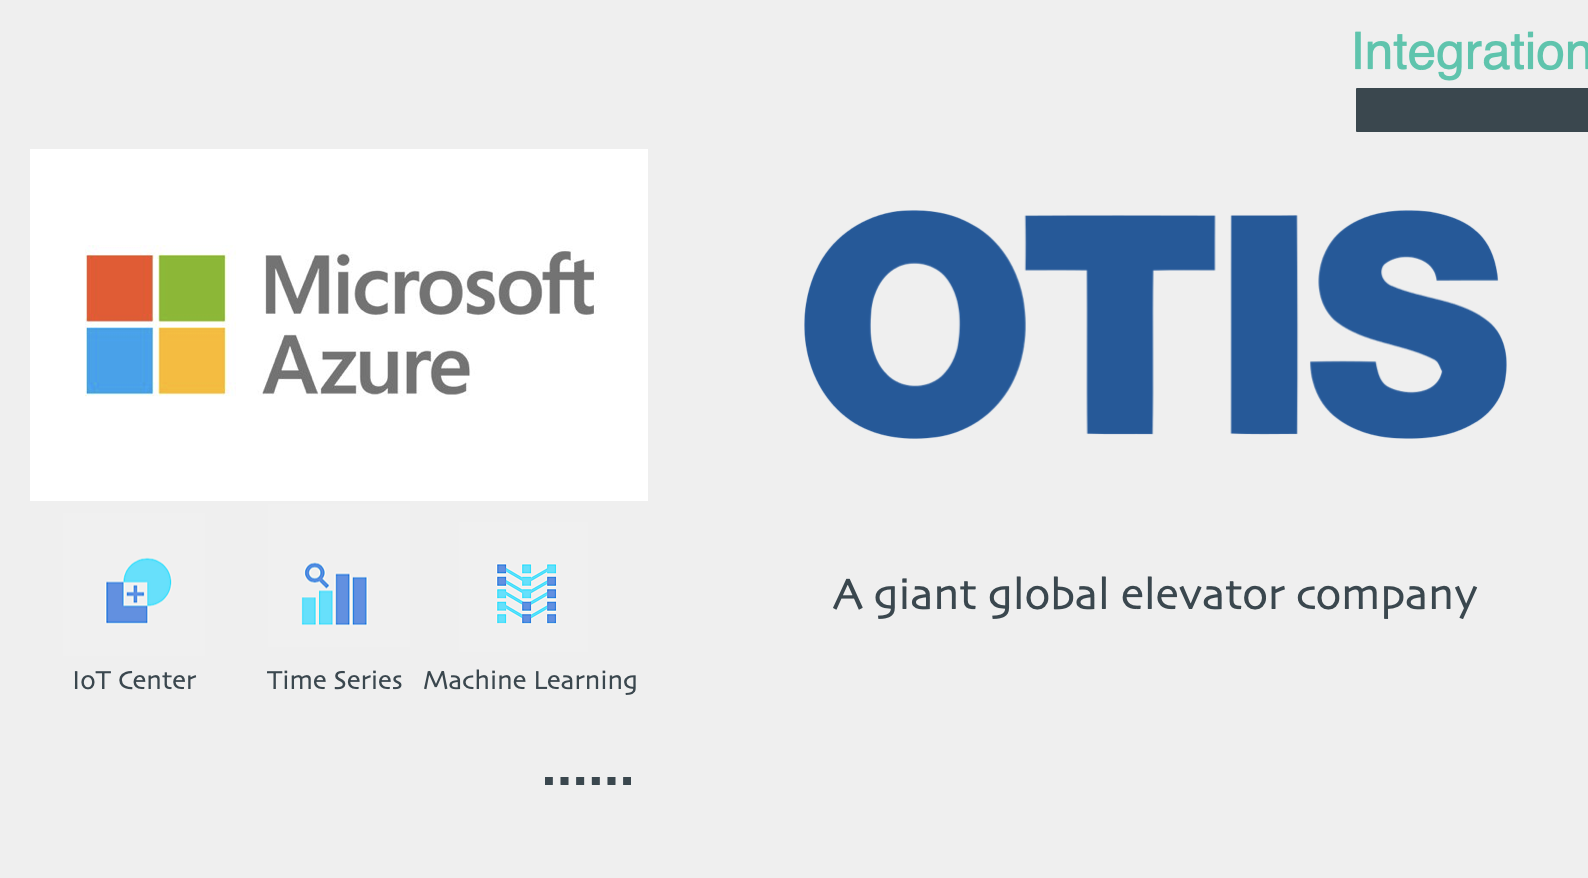 Integration
Microsoft
Azure
OTIS
A giant global elevator company
IoT Center
Time Series
Machine Learning
......